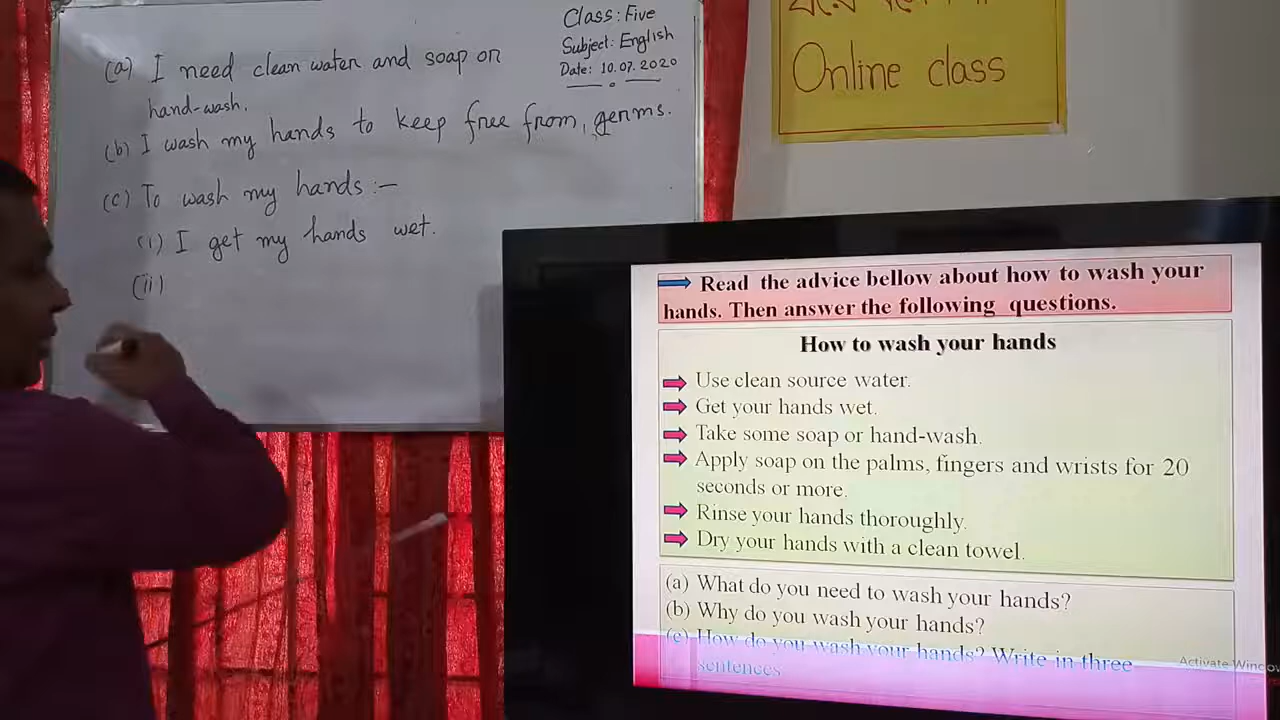 Class: Five
Subject: English
Date: 10.07.2020
(a) I need clean water and soap or
hand-wash.
(b) I wash my hands to keep free from, germs.
(c) To wash my hands :-
(i) I get my hands wet.
(ii)
Online class
Read the advice bellow about how to wash your
hands. Then answer the following questions.
How to wash your hands
Use clean source water.
Get your hands wet.
Take some soap or hand-wash.
Apply soap on the palms, fingers and wrists for 20
seconds or more.
Rinse your hands thoroughly.
Dry your hands with a clean towel.
(a) What do you need to wash your hands?
(b) Why do you wash your hands?
(c) How do you wash your hands? Write in three
sentences
Activate Windo